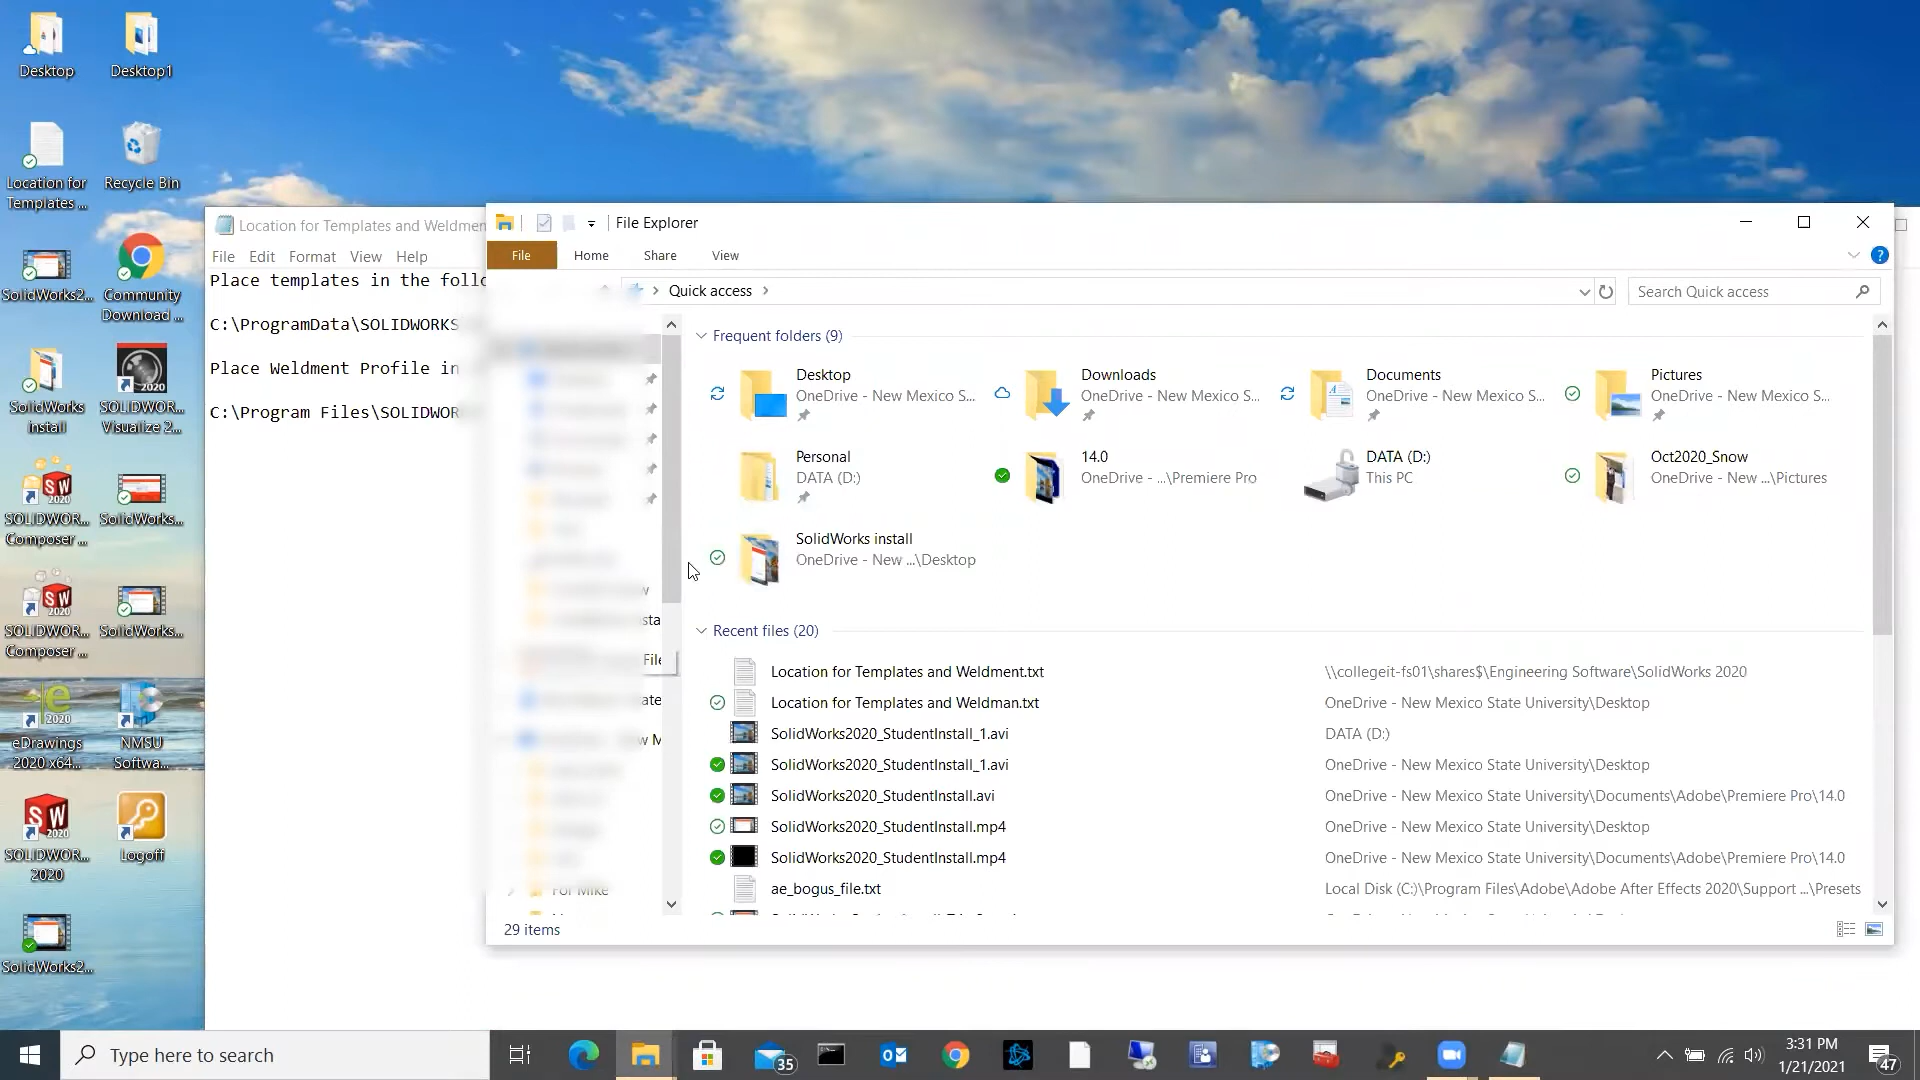 Desktop
Desktop1
Location for
Templates ...
Recycle Bin
SolidWorks2...
Community
Download ...
SolidWorks
install
2020
SOLIDWOR...
Visualize 2...
SW
2020
SOLIDWOR...
Composer ...
SolidWorks...
SW
2020
SOLIDWOR...
Composer ...
SolidWorks...
2020
eDrawings
2020 x64...
NMSU
Softwa...
SW
2020
SOLIDWOR...
2020
Logoff
SolidWorks2...
Location for Templates and Weldmen
File Edit Format View Help
Place templates in the follo
C:\ProgramData\SOLIDWORKS
Place Weldment Profile in
C:\Program Files\SOLIDWOR
File Explorer
File Home Share View
Quick access
Search Quick access
Frequent folders (9)
Desktop
OneDrive - New Mexico S...
Downloads
OneDrive - New Mexico S...
Documents
OneDrive - New Mexico S...
Pictures
OneDrive - New Mexico S...
Personal
DATA (D:)
14.0
OneDrive - ...\Premiere Pro
DATA (D:)
This PC
Oct2020_Snow
OneDrive - New ...\Pictures
SolidWorks install
OneDrive - New ...\Desktop
Recent files (20)
Location for Templates and Weldment.txt \\collegeit-fs01\shares$\Engineering Software\SolidWorks 2020
Location for Templates and Weldman.txt OneDrive - New Mexico State University\Desktop
SolidWorks2020_StudentInstall_1.avi DATA (D:)
SolidWorks2020_StudentInstall_1.avi OneDrive - New Mexico State University\Desktop
SolidWorks2020_StudentInstall.avi OneDrive - New Mexico State University\Documents\Adobe\Premiere Pro\14.0
SolidWorks2020_StudentInstall.mp4 OneDrive - New Mexico State University\Desktop
SolidWorks2020_StudentInstall.mp4 OneDrive - New Mexico State University\Documents\Adobe\Premiere Pro\14.0
ae_bogus_file.txt Local Disk (C:)\Program Files\Adobe\Adobe After Effects 2020\Support ...\Presets
For Mike
29 items
Type here to search
35
3:31 PM
1/21/2021
47